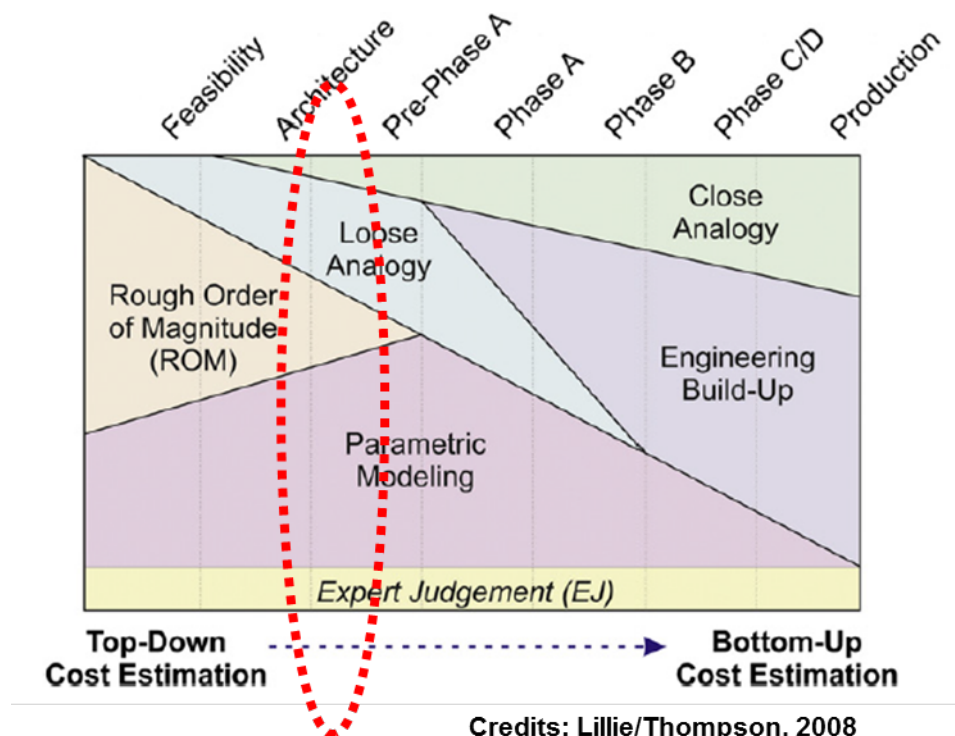 Feasibility
Architecture
Pre-Phase A
Phase A
Phase B
Phase C/D
Production
Close
Analogy
Loose
Analogy
Rough Order
of Magnitude
(ROM)
Engineering
Build-Up
Parametric
Modeling
Expert Judgement (EJ)
Top-Down
Cost Estimation
Bottom-Up
Cost Estimation
Credits: Lillie/Thompson, 2008